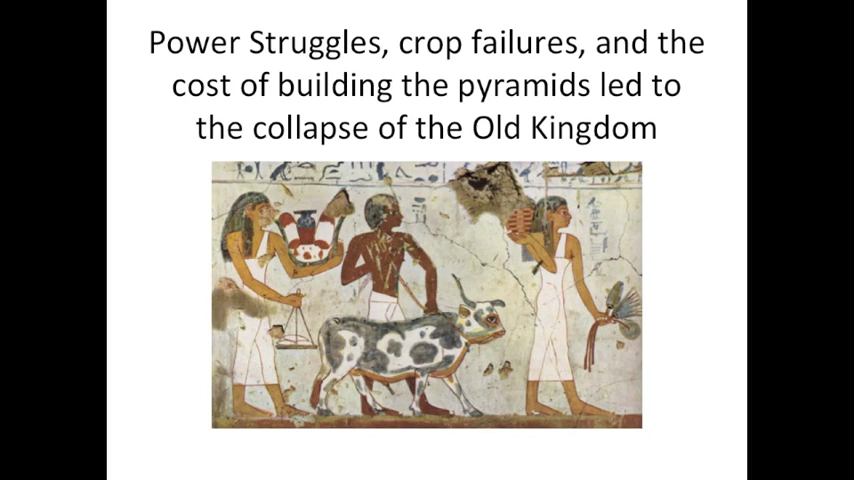 Power Struggles, crop failures, and the
cost of building the pyramids led to
the collapse of the Old Kingdom